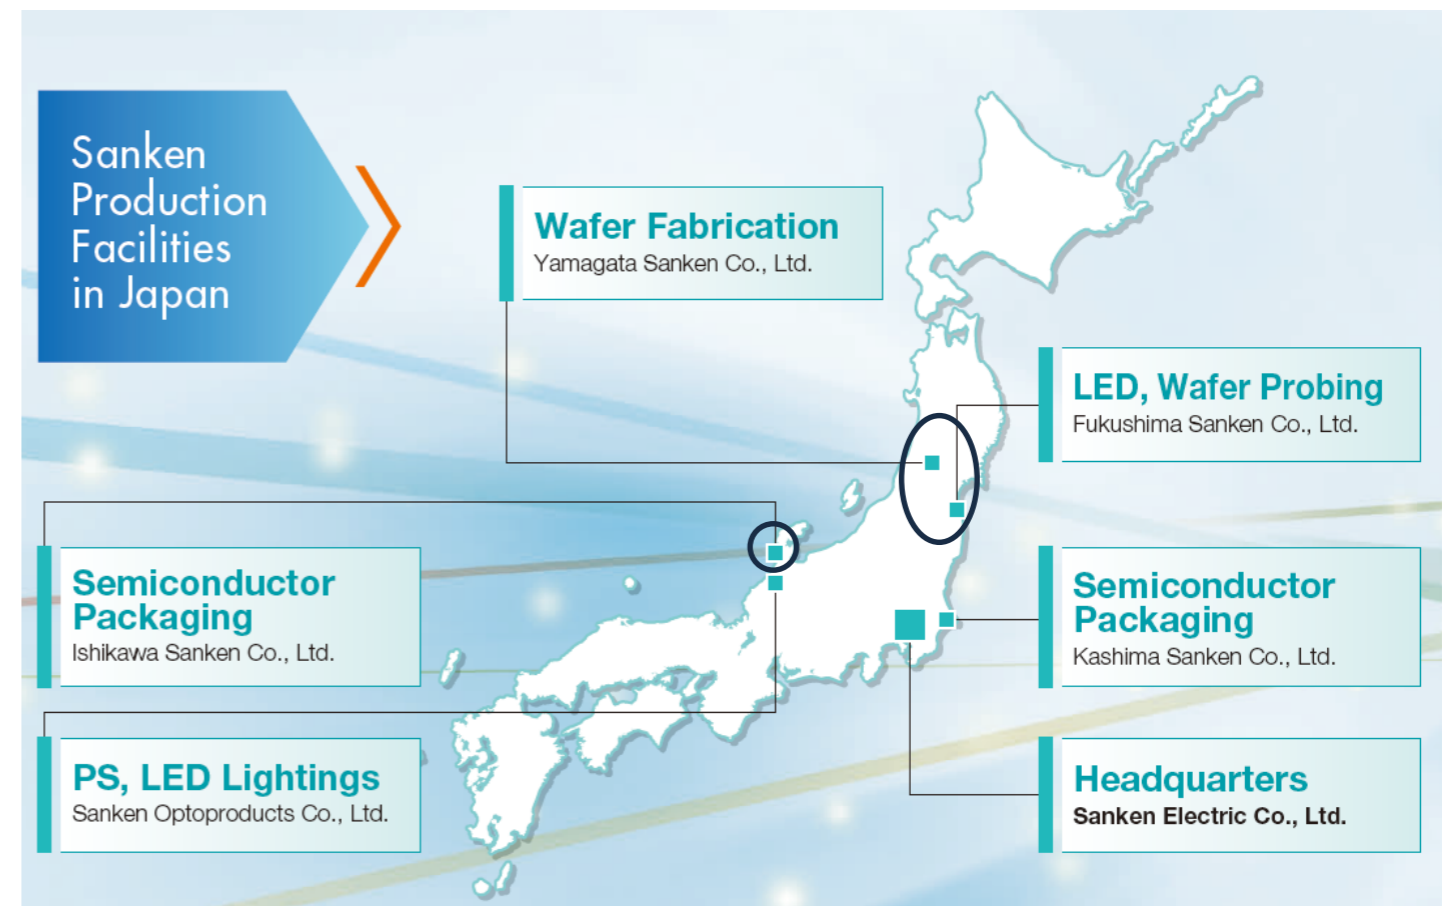 Sanken
Production
Facilities
in Japan
Wafer Fabrication
Yamagata Sanken Co., Ltd.
LED, Wafer Probing
Fukushima Sanken Co., Ltd.
Semiconductor
Packaging
Ishikawa Sanken Co., Ltd.
Semiconductor
Packaging
Kashima Sanken Co., Ltd.
PS, LED Lightings
Sanken Optoproducts Co., Ltd.
Headquarters
Sanken Electric Co., Ltd.